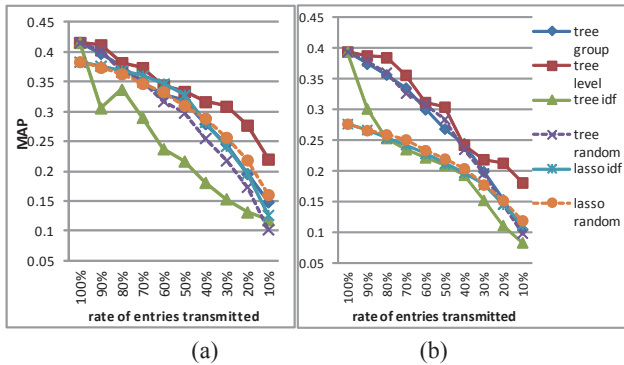 (a)
0.45
0.4
0.35
0.3
0.25
0.2
0.15
0.1
0.05
MAP
100%
90%
80%
70%
60%
50%
40%
30%
20%
10%
rate of entries transmitted
(b)
0.45
0.4
0.35
0.3
0.25
0.2
0.15
0.1
0.05
100%
90%
80%
70%
60%
50%
40%
30%
20%
10%
rate of entries transmitted
tree
group
tree
level
tree idf
tree
random
lasso idf
lasso
random
(a)
(b)